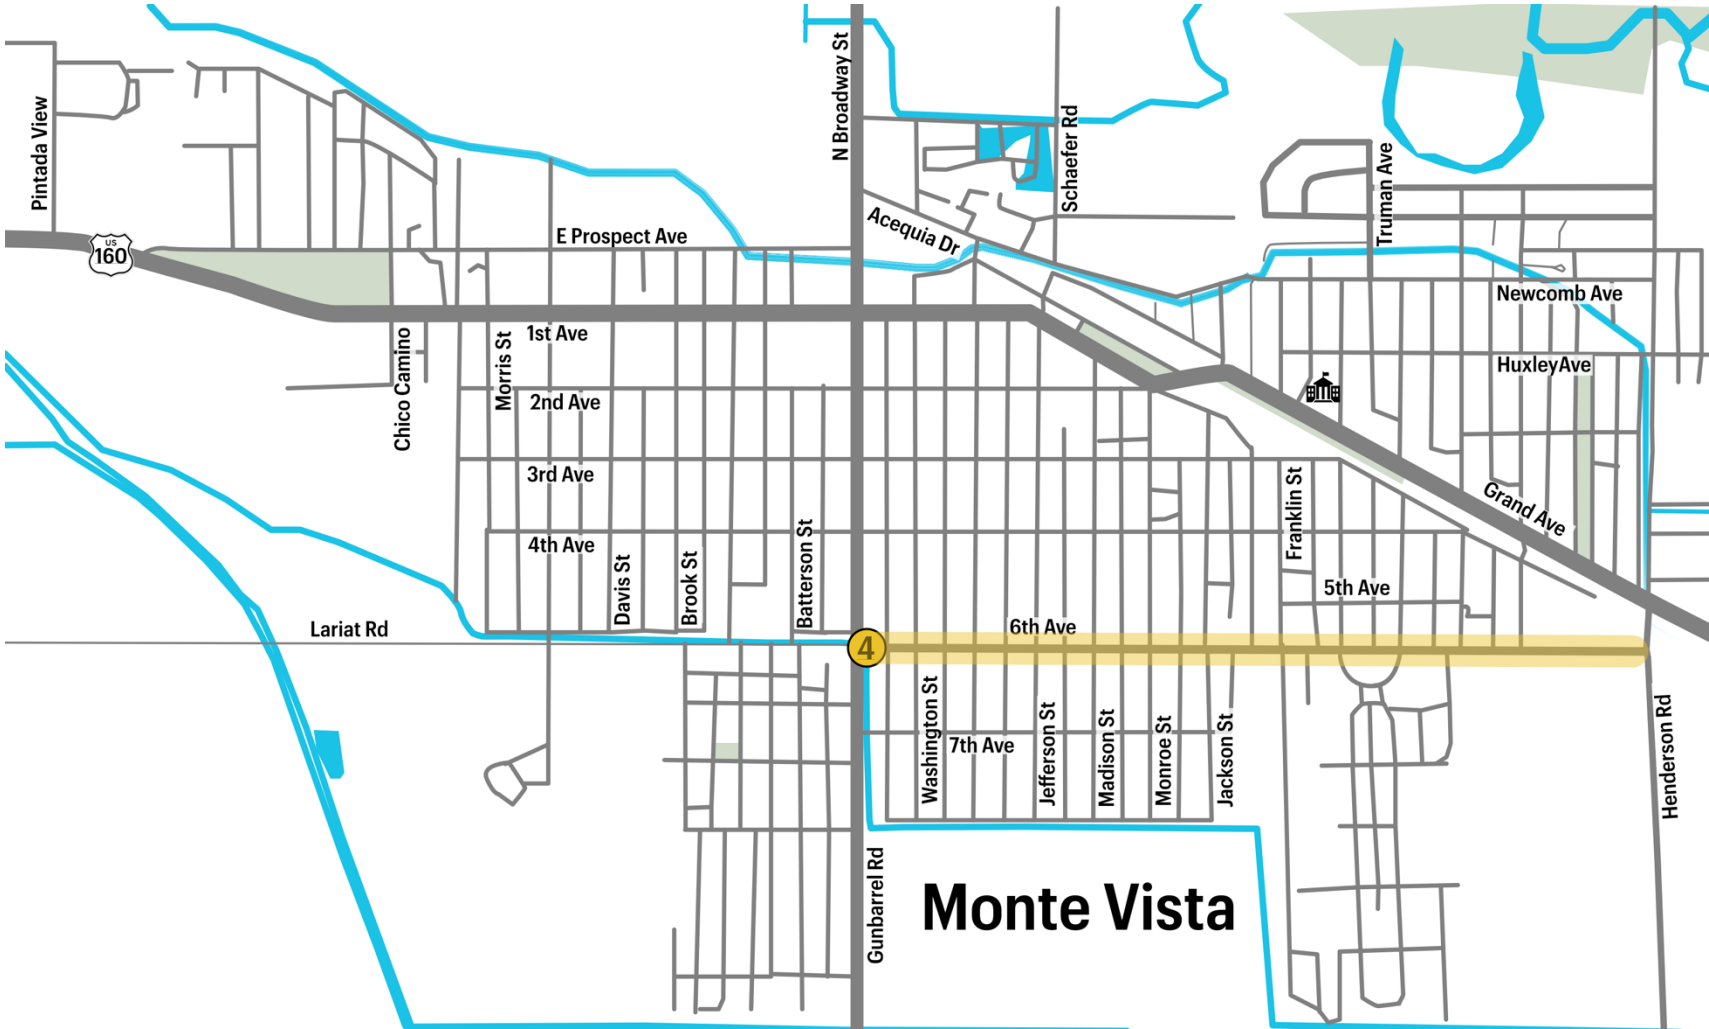 N Broadway St
Pintada View
Schaefer Rd
Truman Ave
Acequia Dr
E Prospect Ave
US
160
Newcomb Ave
1st Ave
Morris St
Chico Camino
HuxleyAve
2nd Ave
3rd Ave
Grand Ave
Franklin St
4th Ave
Davis St
Brook St
Batterson St
5th Ave
Lariat Rd
6th Ave
4
Washington St
7th Ave
Jefferson St
Madison St
Monroe St
Jackson St
Henderson Rd
Gunbarrel Rd
Monte Vista